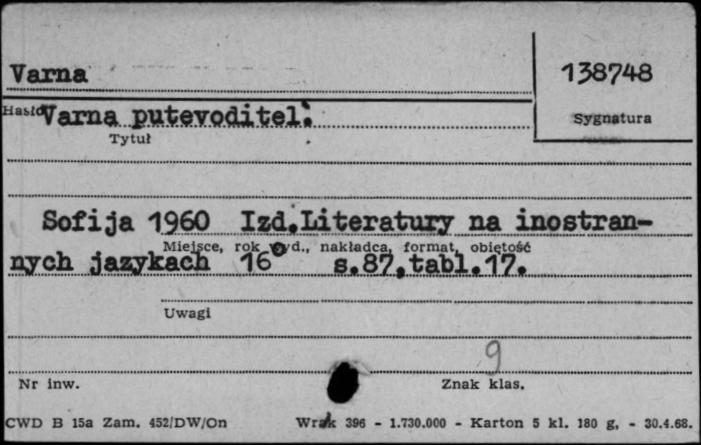 Varna
138748
Hasło
Varna putevoditel.
Sygnatura
Tytuł
Sofija 1960 Izd.Literatury na inostran-
Miejsce, rok wyd., nakładca, format, objętość
nych jazykach 16° s.87,tabl.17.
Uwagi
9
Nr inw.
Znak klas.
CWD B 15a Zam. 452/DW/On
Wrzk 396 - 1.730.000 - Karton 5 kl. 180 g, - 30.4.68.